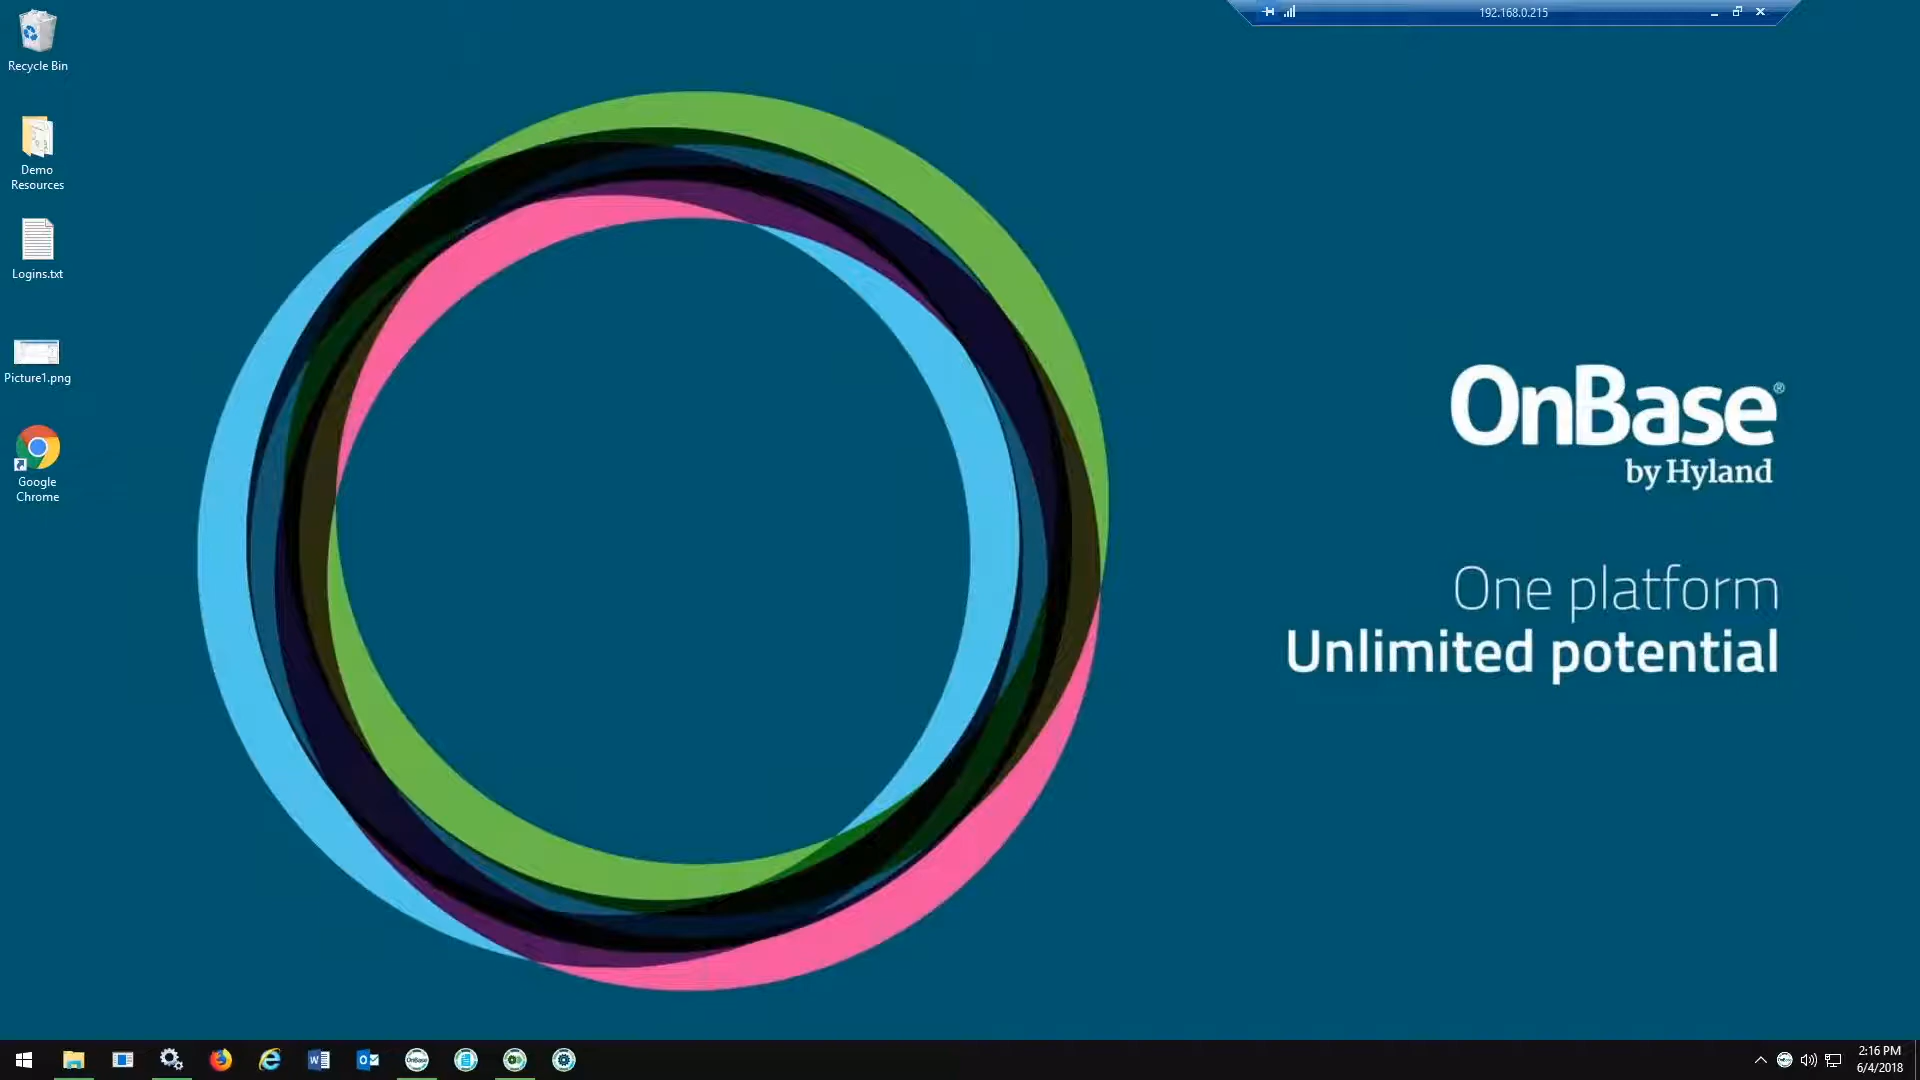 192.168.0.215
Recycle Bin
Demo
Resources
Logins.txt
Picture1.png
Google
Chrome
OnBase®
by Hyland
One platform
Unlimited potential
OnBase
2:16 PM
6/4/2018